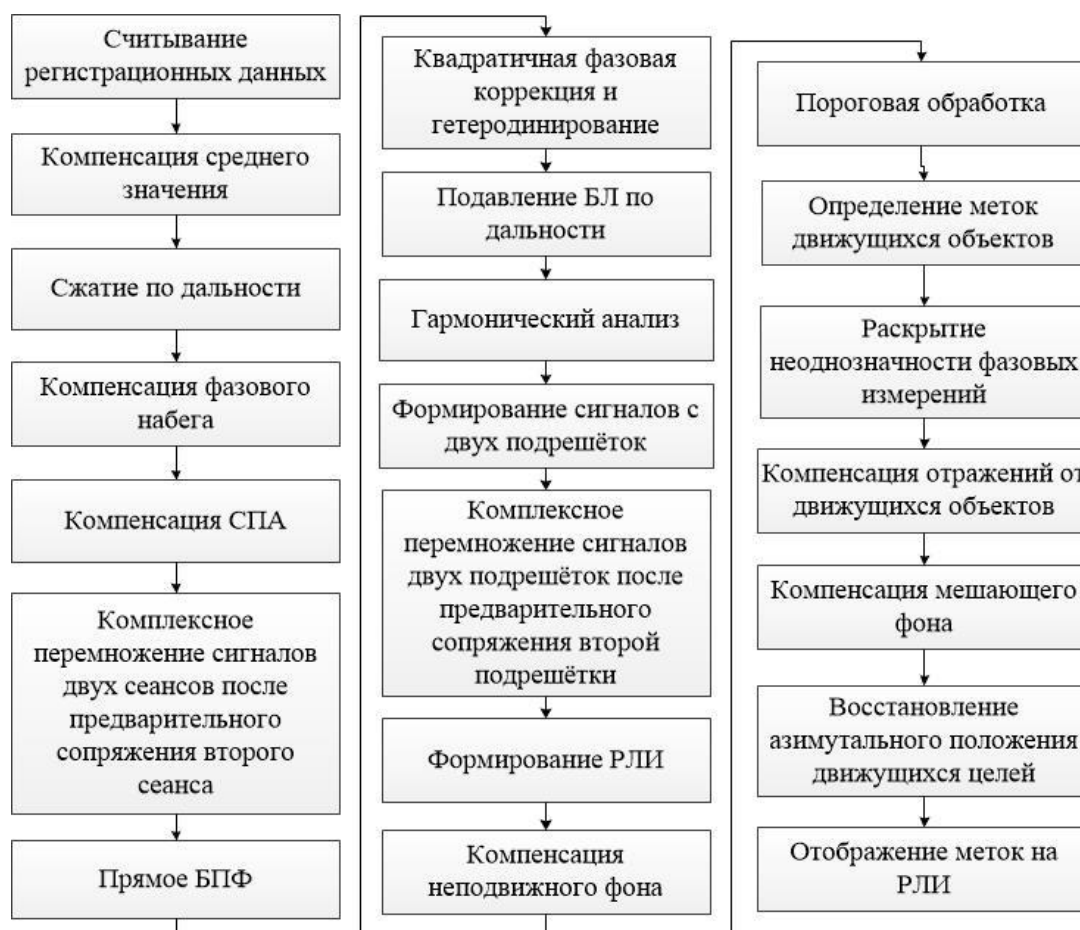 Считывание
регистрационных данных
Компенсация среднего
значения
Сжатие по дальности
Компенсация фазового
набега
Компенсация СПА
Комплексное
перемножение сигналов
двух сеансов после
предварительного
сопряжения второго
сеанса
Прямое БПФ
Квадратичная фазовая
коррекция и
гетеродинирование
Подавление БЛ по
дальности
Гармонический анализ
Формирование сигналов с
двух подрешёток
Комплексное
перемножение сигналов
двух подрешёток после
предварительного
сопряжения второй
подрешётки
Формирование РЛИ
Компенсация
неподвижного фона
Пороговая обработка
Определение меток
движущихся объектов
Раскрытие
неоднозначности фазовых
измерений
Компенсация отражений от
движущихся объектов
Компенсация мешающего
фона
Восстановление
азимутального положения
движущихся целей
Отображение меток на
РЛИ